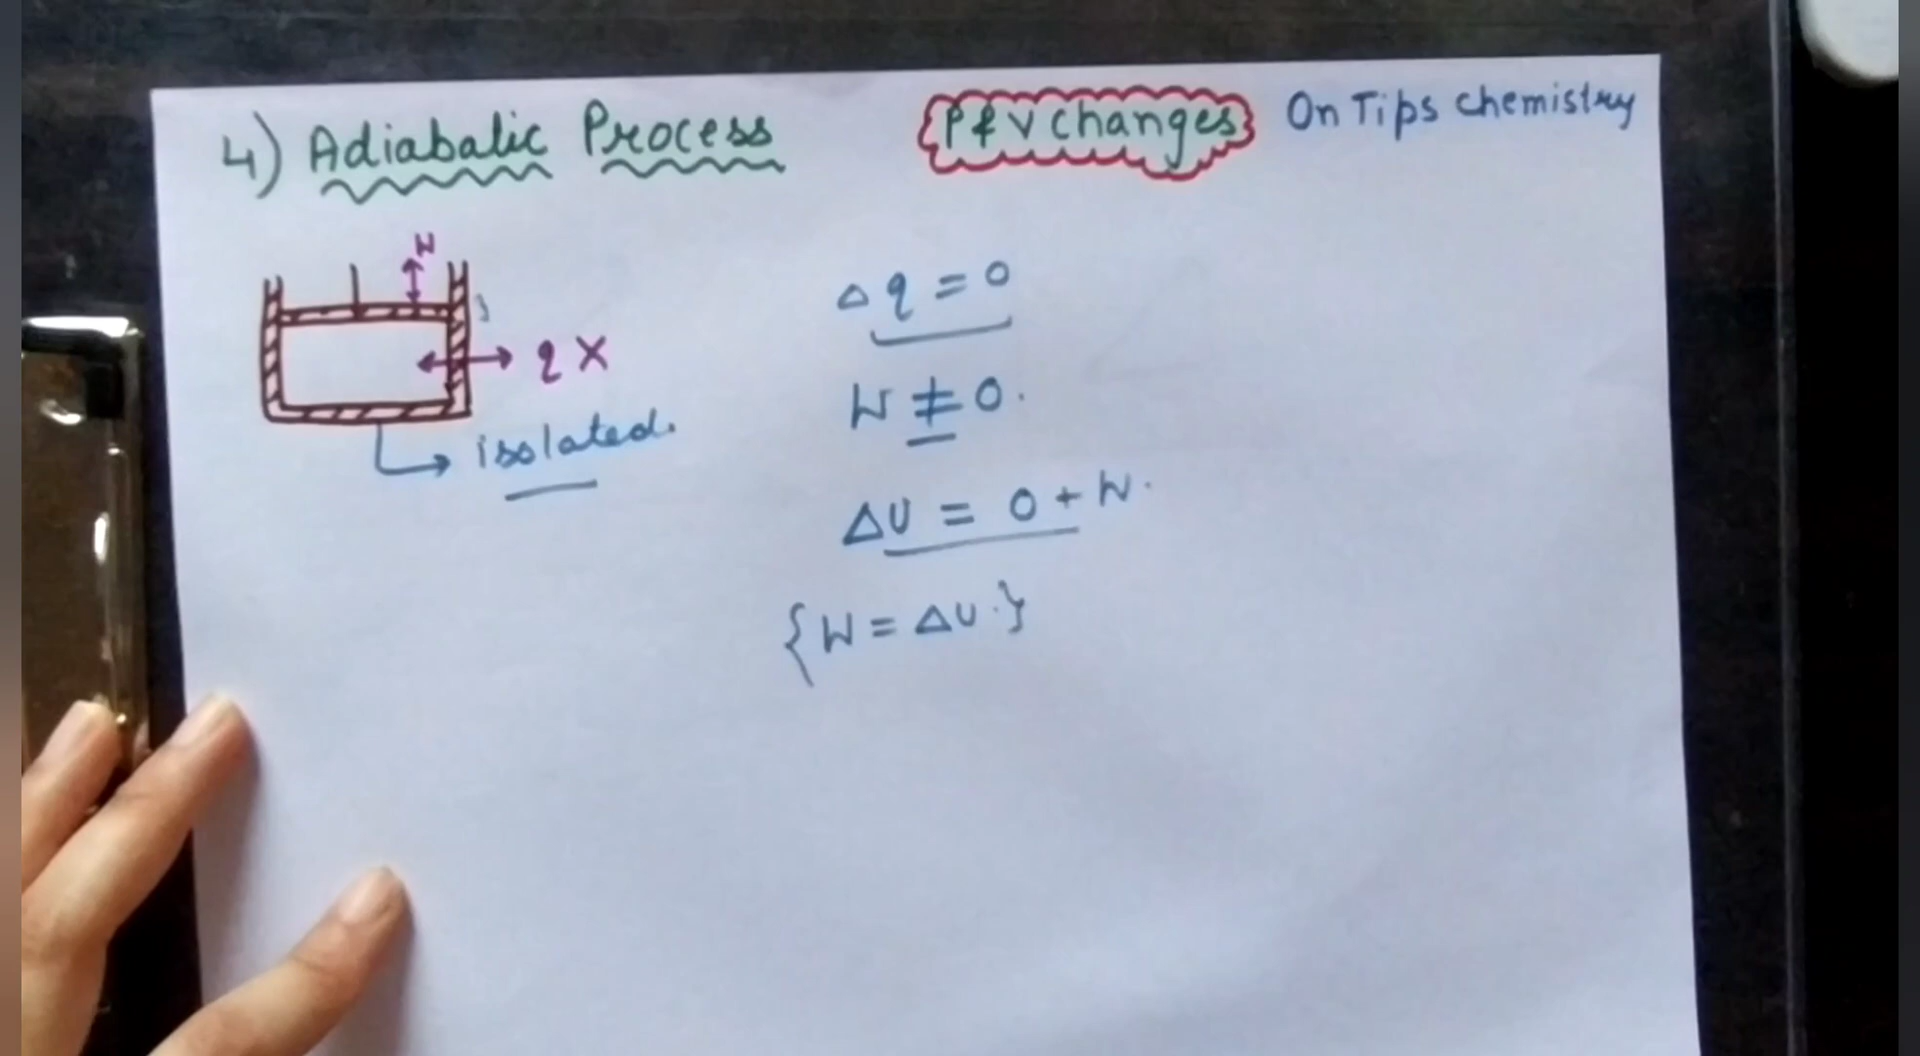 4) Adiabatic Process
P & V changes
On Tips chemistry
W
q X
isolated.
Δq = 0
W ≠ 0.
ΔU = 0 + W.
{W = ΔU.}